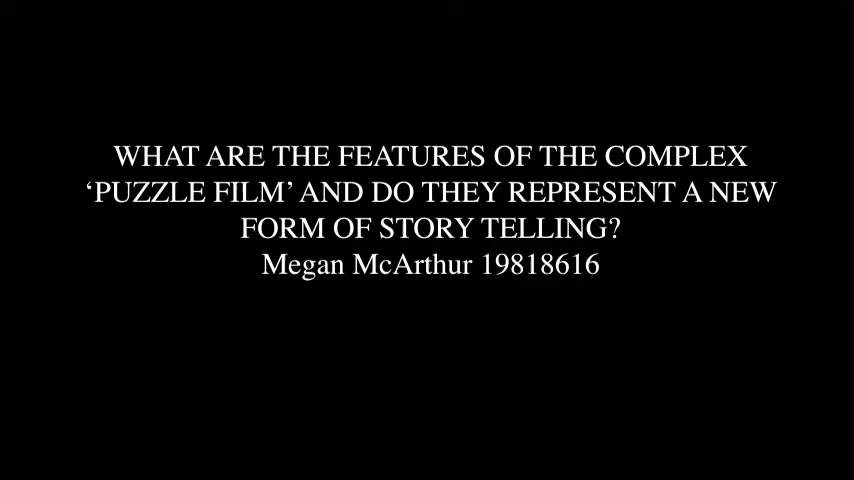 WHAT ARE THE FEATURES OF THE COMPLEX
‘PUZZLE FILM’ AND DO THEY REPRESENT A NEW
FORM OF STORY TELLING?
Megan McArthur 19818616